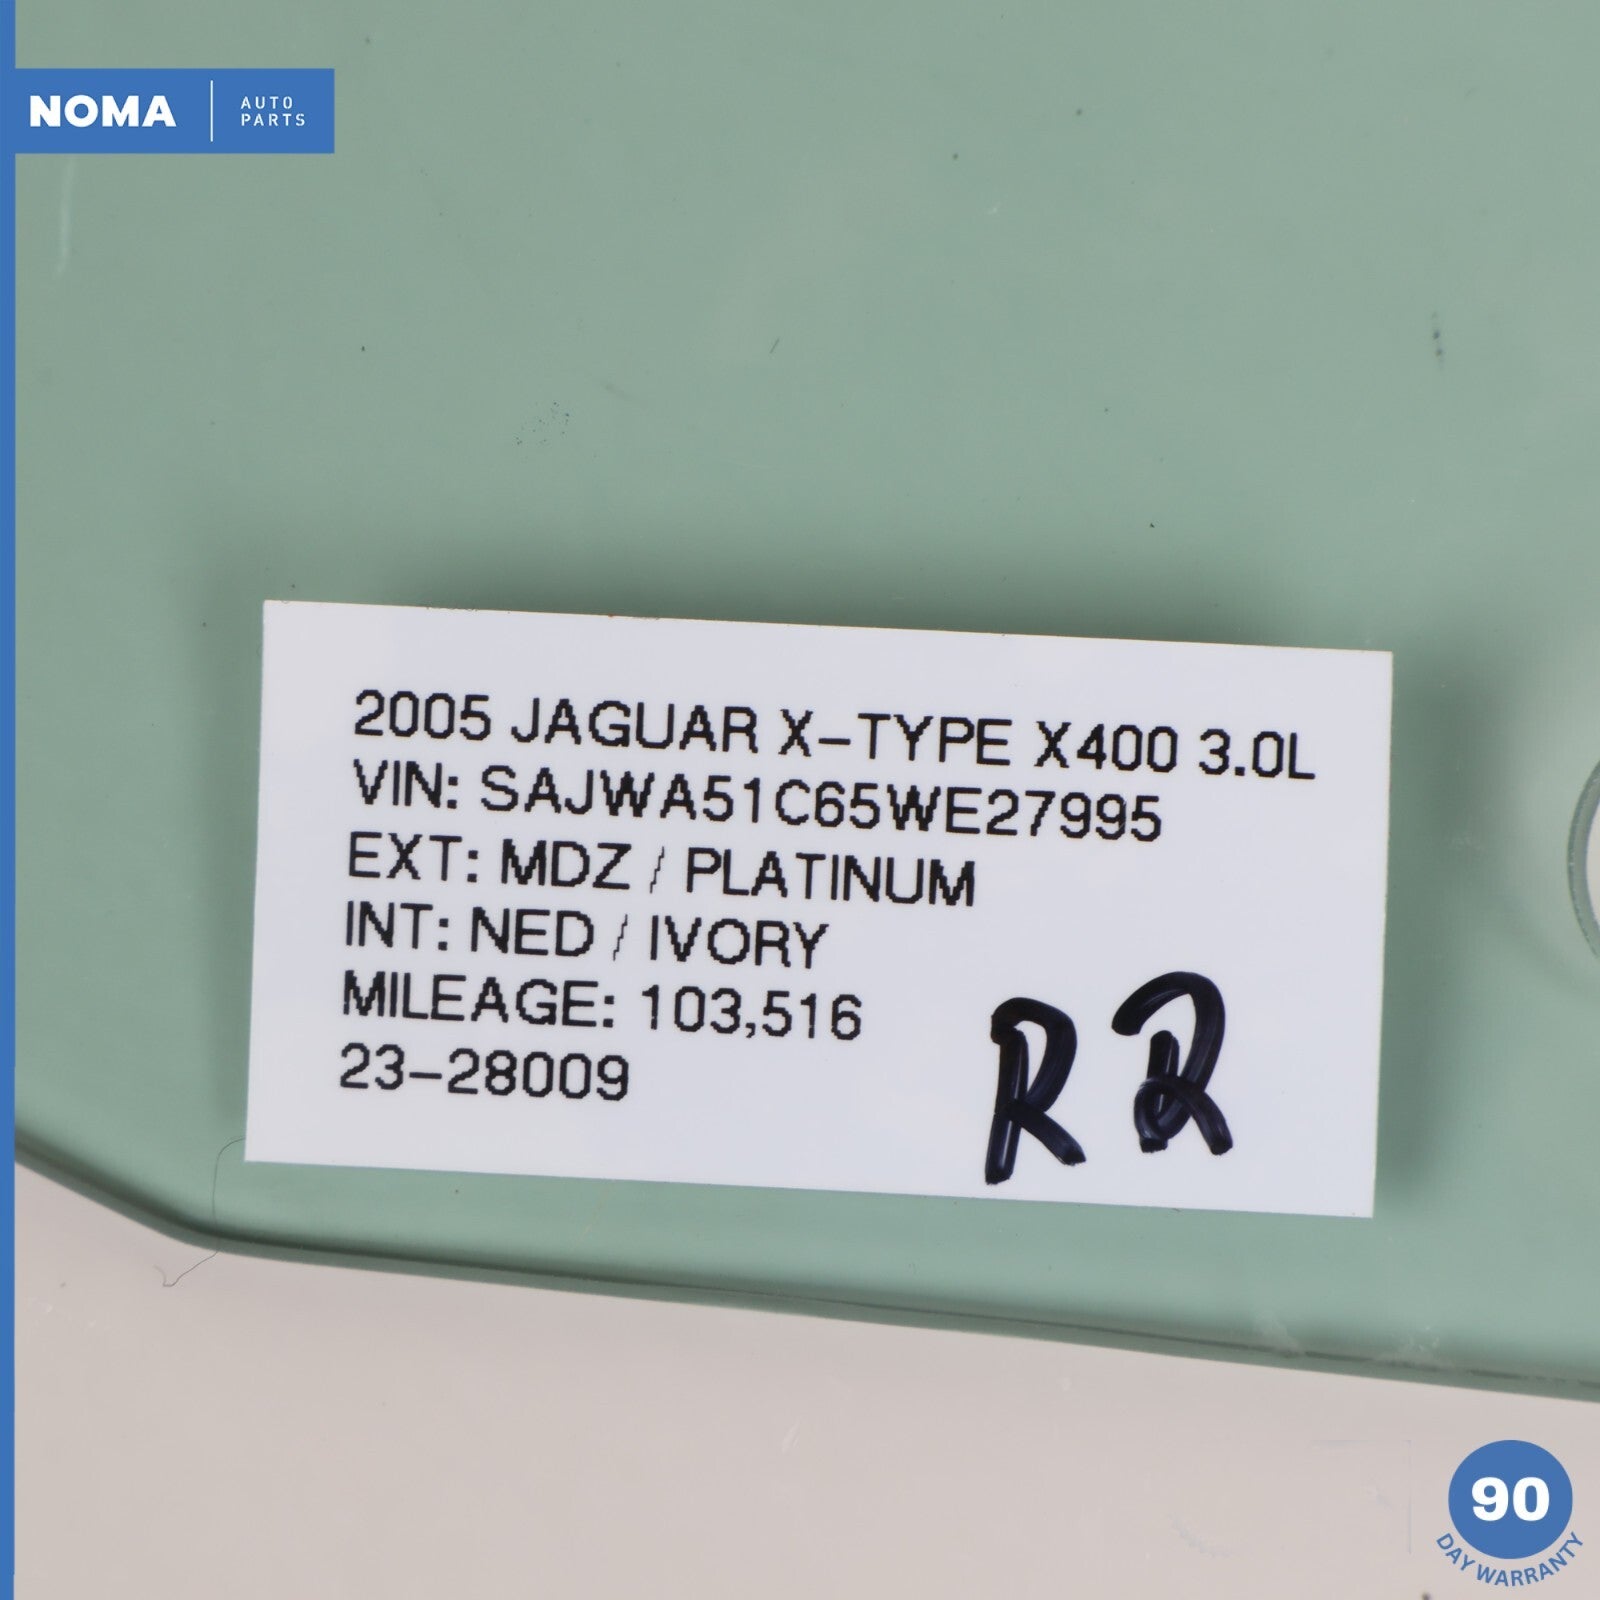 NOMA
AUTO
PARTS
2005 JAGUAR X-TYPE X400 3.0L
VIN: SAJWA51C65WE27995
EXT: MDZ / PLATINUM
INT: NED / IVORY
MILEAGE: 103,516
23-28009
RR
90
DAY WARRANTY